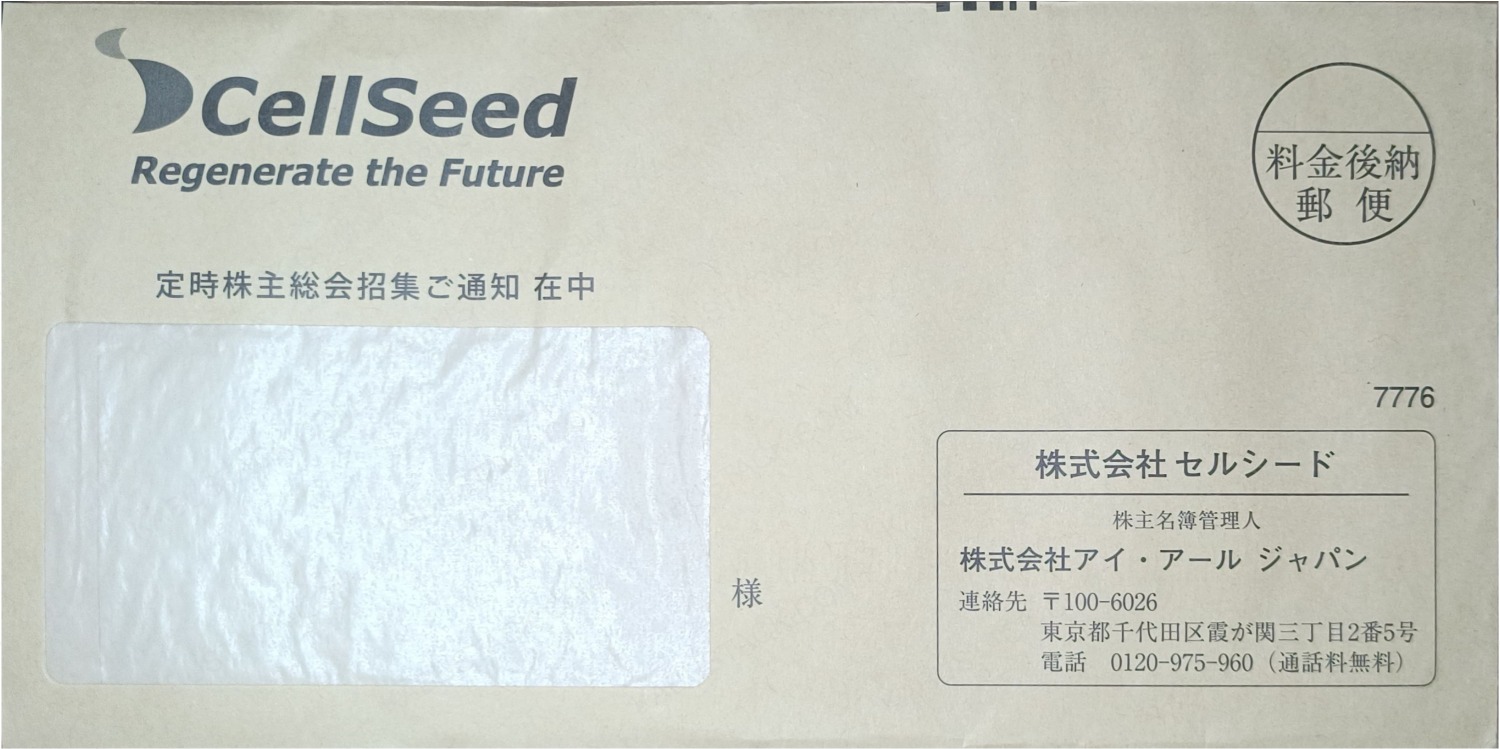 CellSeed
Regenerate the Future
料金後納
郵便
定時株主総会招集ご通知 在中
様
7776
株式会社 セルシード
株主名簿管理人
株式会社アイ・アール ジャパン
連絡先 〒100-6026
東京都千代田区霞が関三丁目2番5号
電話 0120-975-960（通話料無料）